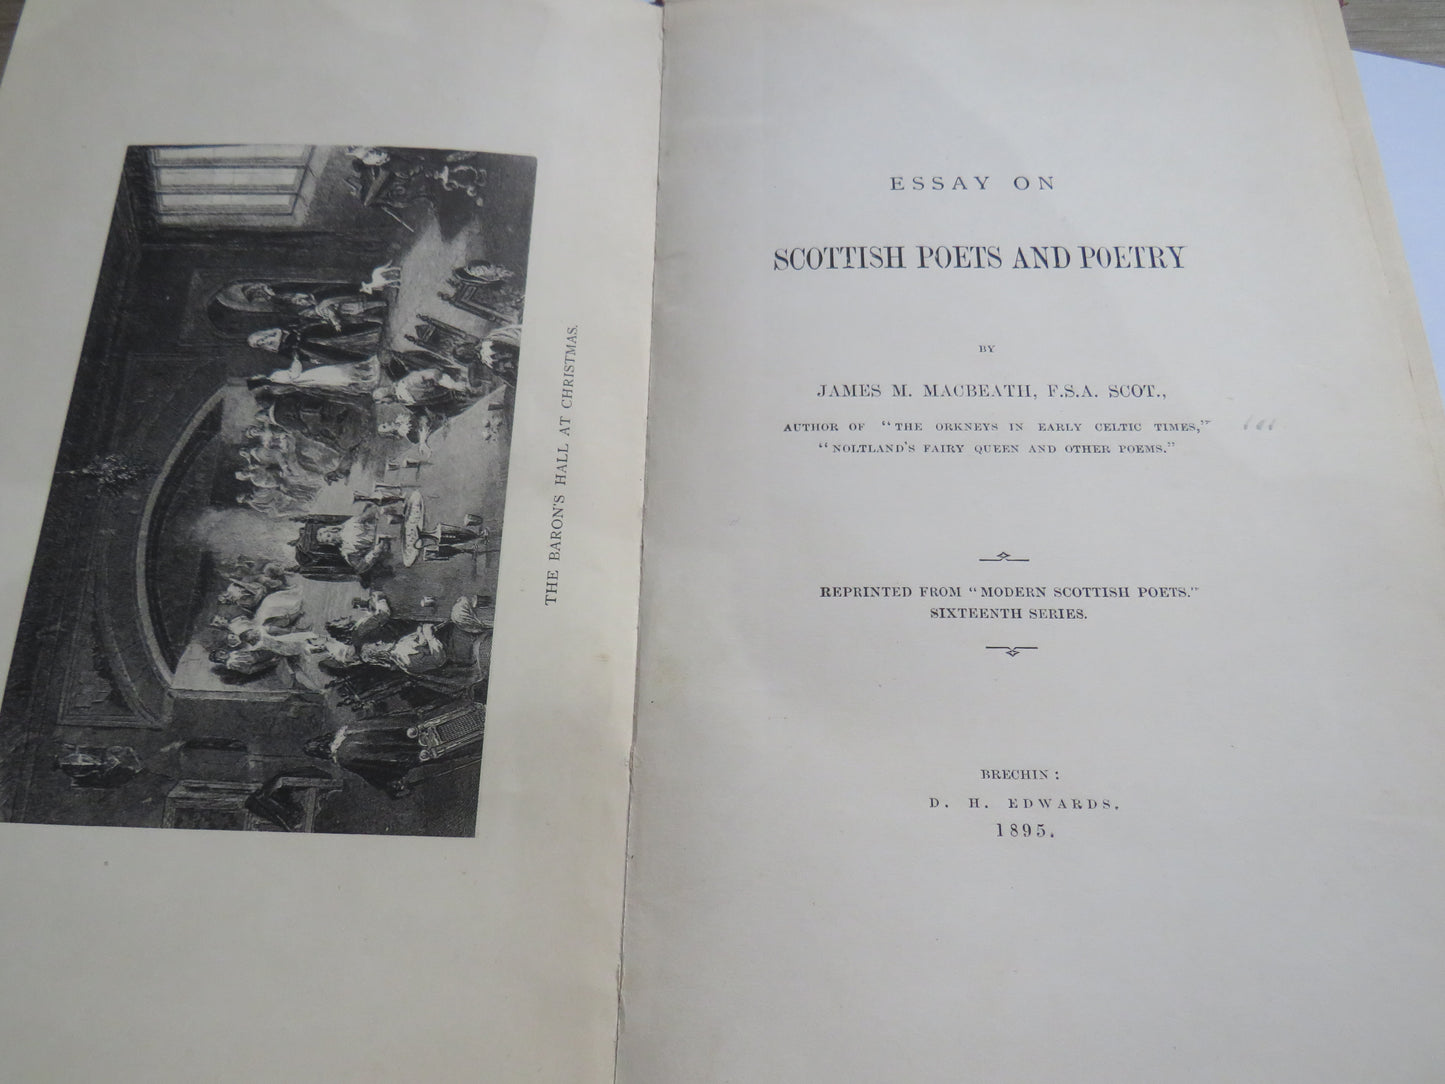 THE BARON'S HALL AT CHRISTMAS.
ESSAY ON
SCOTTISH POETS AND POETRY
BY
JAMES M. MACBEATH, F.S.A. SCOT.,
AUTHOR OF "THE ORKNEYS IN EARLY CELTIC TIMES,"
"NOLTLAND'S FAIRY QUEEN AND OTHER POEMS."
REPRINTED FROM "MODERN SCOTTISH POETS."
SIXTEENTH SERIES.
BRECHIN:
D. H. EDWARDS.
1895.